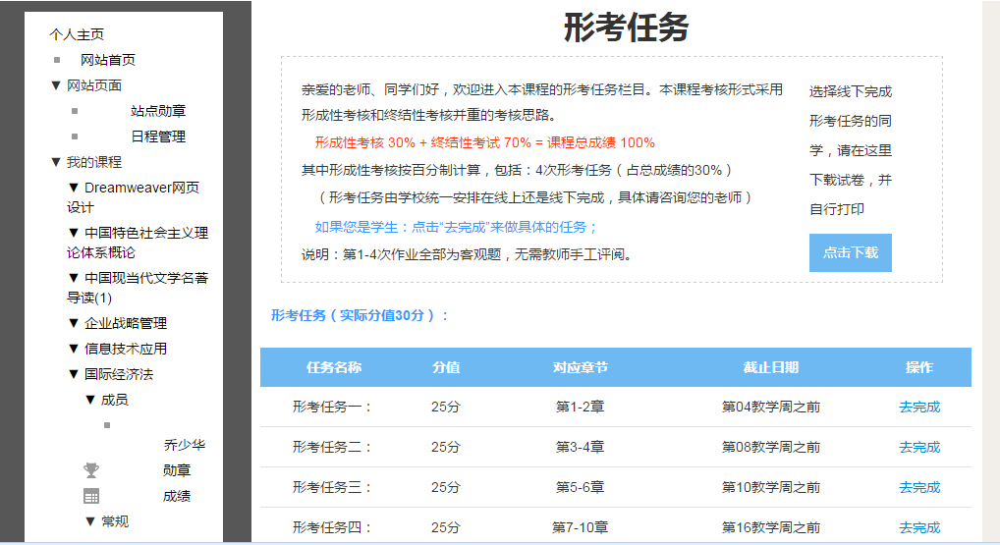 个人主页
网站首页
▼ 网站页面
站点勋章
日程管理
▼ 我的课程
▼ Dreamweaver网页
设计
▼ 中国特色社会主义理
论体系概论
▼ 中国现当代文学名著
导读(1)
▼ 企业战略管理
▼ 信息技术应用
▼ 国际经济法
▼ 成员
乔少华
勋章
成绩
▼ 常规
形考任务
亲爱的老师、同学们好，欢迎进入本课程的形考任务栏目。本课程考核形式采用
形成性考核和终结性考核并重的考核思路。
形成性考核 30% + 终结性考试 70% = 课程总成绩 100%
其中形成性考核按百分制计算，包括：4次形考任务（占总成绩的30%）
（形考任务由学校统一安排在线上还是线下完成，具体请咨询您的老师）
如果您是学生：点击“去完成”来做具体的任务；
说明：第1-4次作业全部为客观题，无需教师手工评阅。
选择线下完成
形考任务的同
学，请在这里
下载试卷，并
自行打印
点击下载
形考任务（实际分值30分）：
任务名称 分值 对应章节 截止日期 操作
形考任务一： 25分 第1-2章 第04教学周之前 去完成
形考任务二： 25分 第3-4章 第08教学周之前 去完成
形考任务三： 25分 第5-6章 第10教学周之前 去完成
形考任务四： 25分 第7-10章 第16教学周之前 去完成